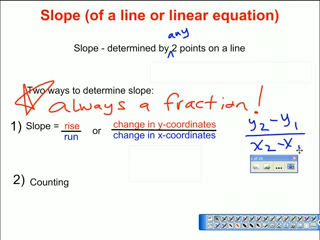 Slope (of a line or linear equation)
any
Slope - determined by ^ 2 points on a line
Two ways to determine slope:
always a fraction!
1) Slope = rise/run or change in y-coordinates/change in x-coordinates
y₂ - y₁
x₂ - x₁
2) Counting